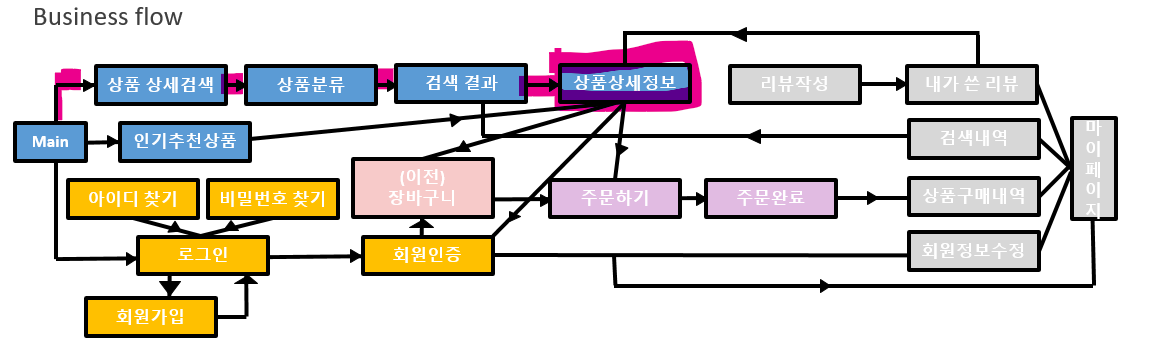 Business flow
상품 상세검색
상품분류
검색 결과
상품상세정보
리뷰작성
내가 쓴 리뷰
Main
인기추천상품
검색내역
마
이
페
이
지
(이전)
장바구니
아이디 찾기
비밀번호 찾기
주문하기
주문완료
상품구매내역
로그인
회원인증
회원정보수정
회원가입